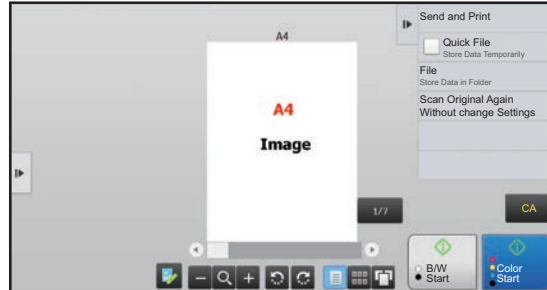 A4
A4
Image
1/7
Send and Print
Quick File
Store Data Temporarily
File
Store Data in Folder
Scan Original Again
Without change Settings
CA
B/W
Start
Color
Start